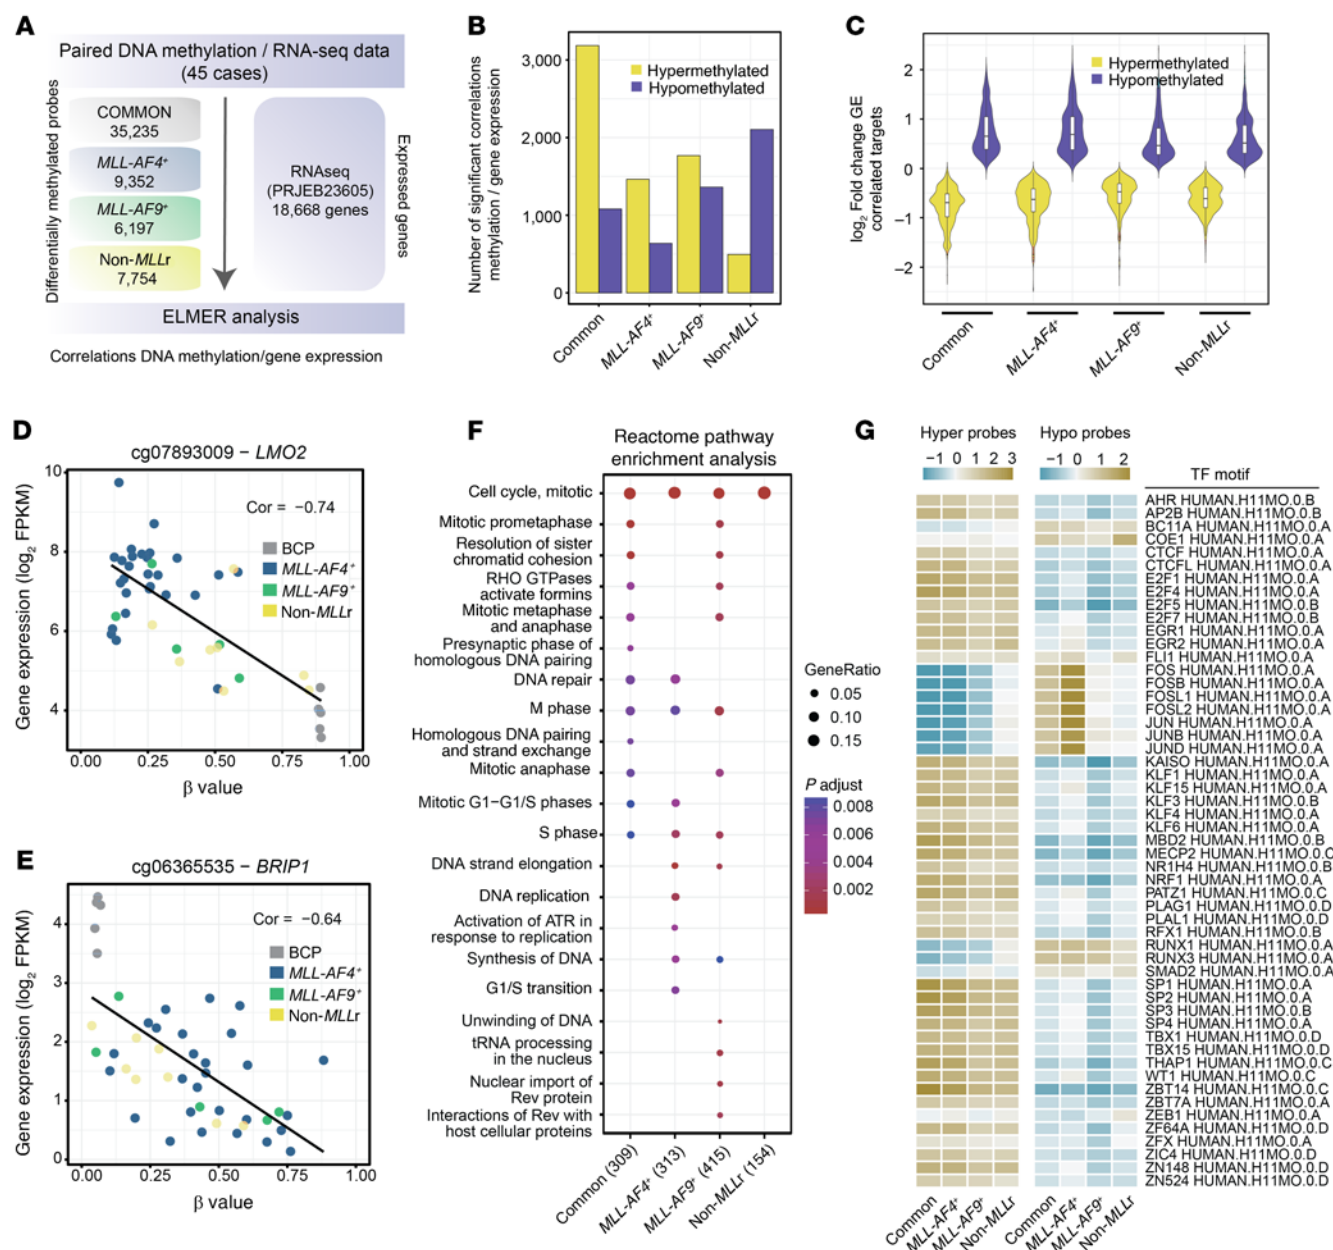 A
Paired DNA methylation / RNA-seq data
(45 cases)
Differentially methylated probes
COMMON
35,235
MLL-AF4+
9,352
MLL-AF9+
6,197
Non-MLLr
7,754
RNAseq
(PRJEB23605)
18,668 genes
Expressed genes
ELMER analysis
Correlations DNA methylation/gene expression
B
Number of significant correlations
methylation / gene expression
3,000
2,000
1,000
0
Hypermethylated
Hypomethylated
Common
MLL-AF4+
MLL-AF9+
Non-MLLr
C
log2 Fold change GE
correlated targets
2
1
0
−1
−2
Hypermethylated
Hypomethylated
Common
MLL-AF4+
MLL-AF9+
Non-MLLr
D
cg07893009 − LMO2
Gene expression (log2 FPKM)
10
8
6
4
Cor = −0.74
BCP
MLL-AF4+
MLL-AF9+
Non-MLLr
0.00
0.25
0.50
0.75
1.00
β value
E
cg06365535 − BRIP1
Gene expression (log2 FPKM)
4
3
2
1
0
Cor = −0.64
BCP
MLL-AF4+
MLL-AF9+
Non-MLLr
0.00
0.25
0.50
0.75
1.00
β value
F
Reactome pathway
enrichment analysis
Cell cycle, mitotic
Mitotic prometaphase
Resolution of sister
chromatid cohesion
RHO GTPases
activate formins
Mitotic metaphase
and anaphase
Presynaptic phase of
homologous DNA pairing
DNA repair
M phase
Homologous DNA pairing
and strand exchange
Mitotic anaphase
Mitotic G1−G1/S phases
S phase
DNA strand elongation
DNA replication
Activation of ATR in
response to replication
Synthesis of DNA
G1/S transition
Unwinding of DNA
tRNA processing
in the nucleus
Nuclear import of
Rev protein
Interactions of Rev with
host cellular proteins
Common (309)
MLL-AF4+ (313)
MLL-AF9+ (415)
Non-MLLr (154)
GeneRatio
0.05
0.10
0.15
P adjust
0.008
0.006
0.004
0.002
G
Hyper probes
−1 0 1 2 3
Hypo probes
−1 0 1 2
TF motif
AHR HUMAN.H11MO.0.B
AP2B HUMAN.H11MO.0.B
BC11A HUMAN.H11MO.0.A
COE1 HUMAN.H11MO.0.A
CTCF HUMAN.H11MO.0.A
CTCFL HUMAN.H11MO.0.A
E2F1 HUMAN.H11MO.0.A
E2F4 HUMAN.H11MO.0.A
E2F5 HUMAN.H11MO.0.B
E2F7 HUMAN.H11MO.0.B
EGR1 HUMAN.H11MO.0.A
EGR2 HUMAN.H11MO.0.A
FLI1 HUMAN.H11MO.0.A
FOS HUMAN.H11MO.0.A
FOSB HUMAN.H11MO.0.A
FOSL1 HUMAN.H11MO.0.A
FOSL2 HUMAN.H11MO.0.A
JUN HUMAN.H11MO.0.A
JUNB HUMAN.H11MO.0.A
JUND HUMAN.H11MO.0.A
KAISO HUMAN.H11MO.0.A
KLF1 HUMAN.H11MO.0.A
KLF15 HUMAN.H11MO.0.A
KLF3 HUMAN.H11MO.0.B
KLF4 HUMAN.H11MO.0.A
KLF6 HUMAN.H11MO.0.A
MBD2 HUMAN.H11MO.0.B
MECP2 HUMAN.H11MO.0.C
NR1H4 HUMAN.H11MO.0.B
NRF1 HUMAN.H11MO.0.A
PATZ1 HUMAN.H11MO.0.C
PLAG1 HUMAN.H11MO.0.D
PLAL1 HUMAN.H11MO.0.D
RFX1 HUMAN.H11MO.0.B
RUNX1 HUMAN.H11MO.0.A
RUNX3 HUMAN.H11MO.0.A
SMAD2 HUMAN.H11MO.0.A
SP1 HUMAN.H11MO.0.A
SP2 HUMAN.H11MO.0.A
SP3 HUMAN.H11MO.0.B
SP4 HUMAN.H11MO.0.A
TBX1 HUMAN.H11MO.0.D
TBX15 HUMAN.H11MO.0.D
THAP1 HUMAN.H11MO.0.C
WT1 HUMAN.H11MO.0.C
ZBT14 HUMAN.H11MO.0.C
ZBT7A HUMAN.H11MO.0.A
ZEB1 HUMAN.H11MO.0.A
ZF64A HUMAN.H11MO.0.D
ZFX HUMAN.H11MO.0.A
ZIC4 HUMAN.H11MO.0.D
ZN148 HUMAN.H11MO.0.D
ZN524 HUMAN.H11MO.0.D
Common
MLL-AF4+
MLL-AF9+
Non-MLLr
Common
MLL-AF4+
MLL-AF9+
Non-MLLr